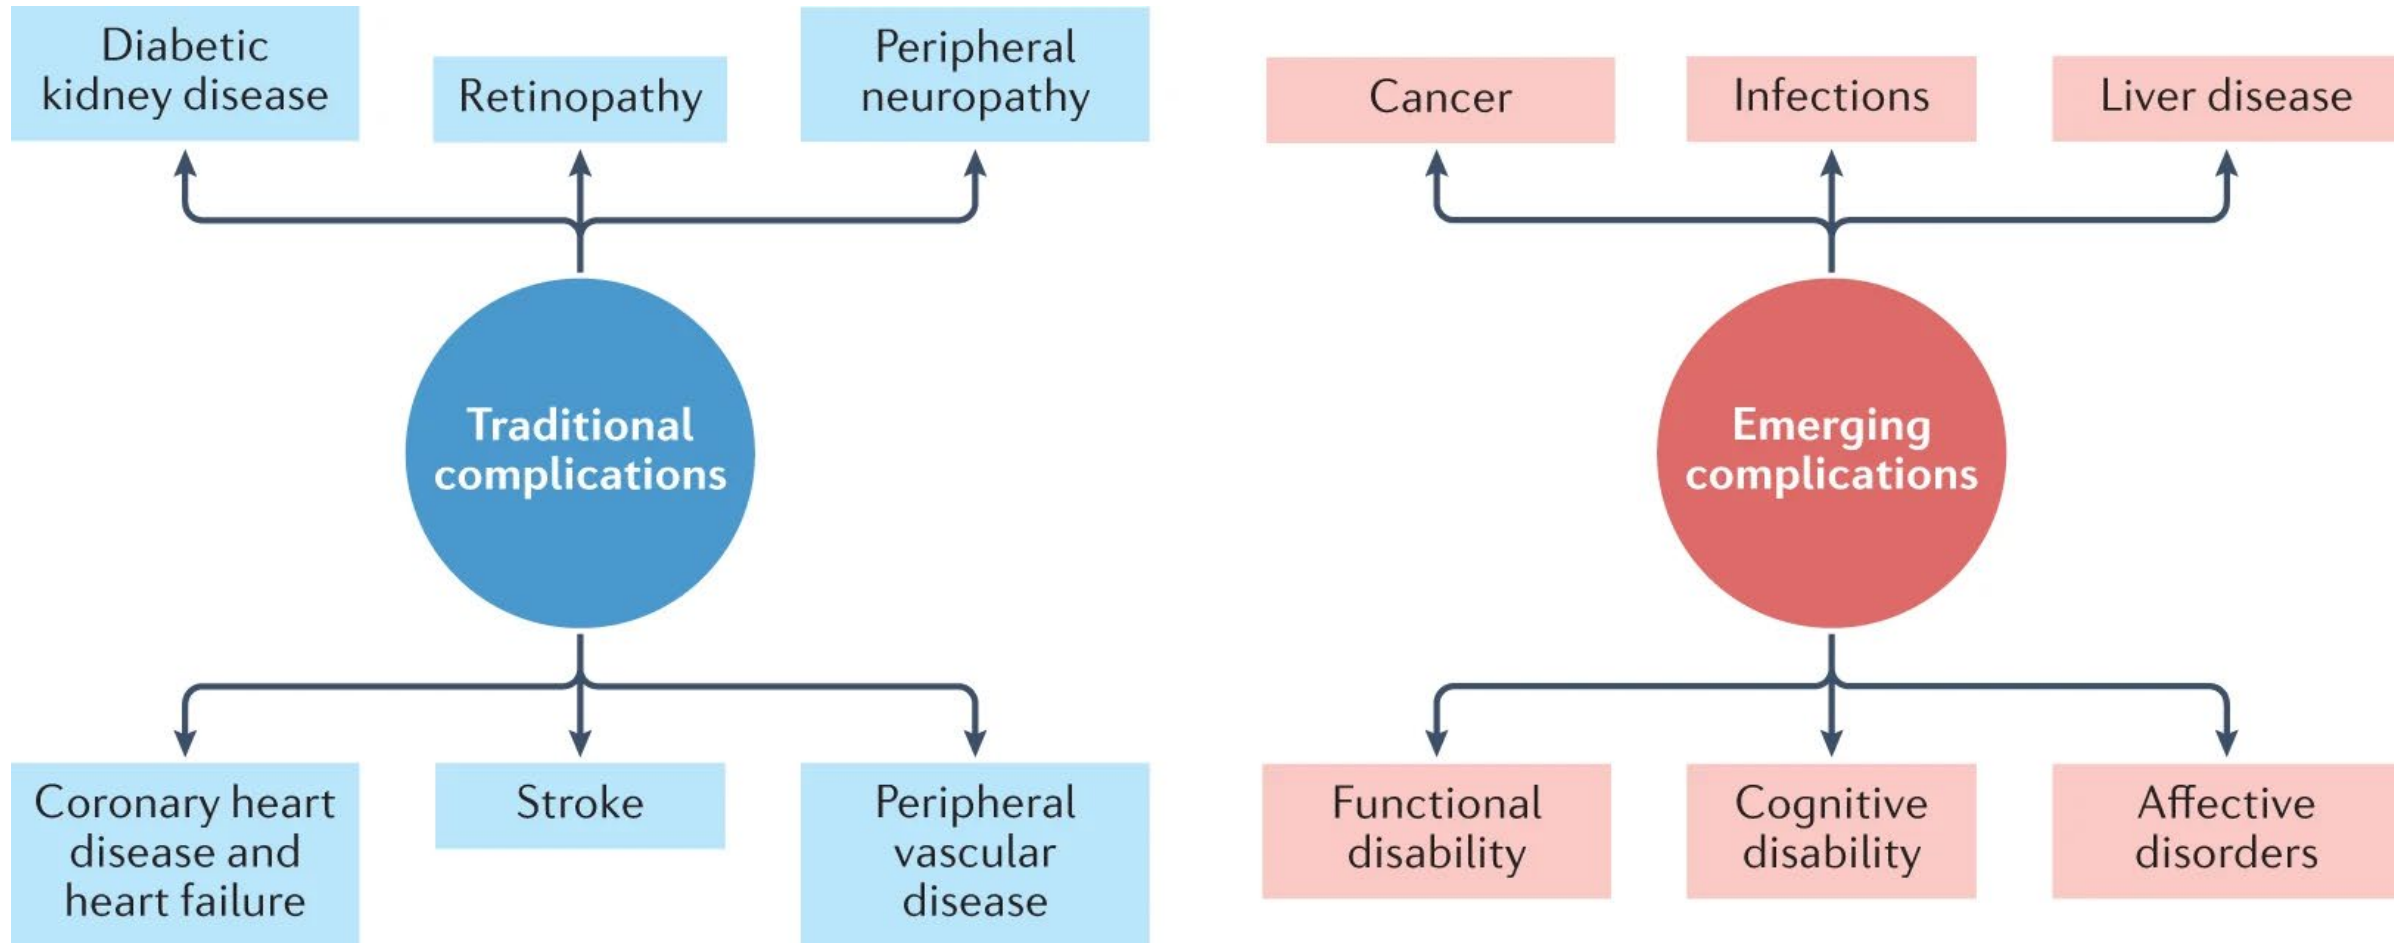 Diabetic
kidney disease
Retinopathy
Peripheral
neuropathy
Traditional
complications
Coronary heart
disease and
heart failure
Stroke
Peripheral
vascular
disease
Cancer
Infections
Liver disease
Emerging
complications
Functional
disability
Cognitive
disability
Affective
disorders